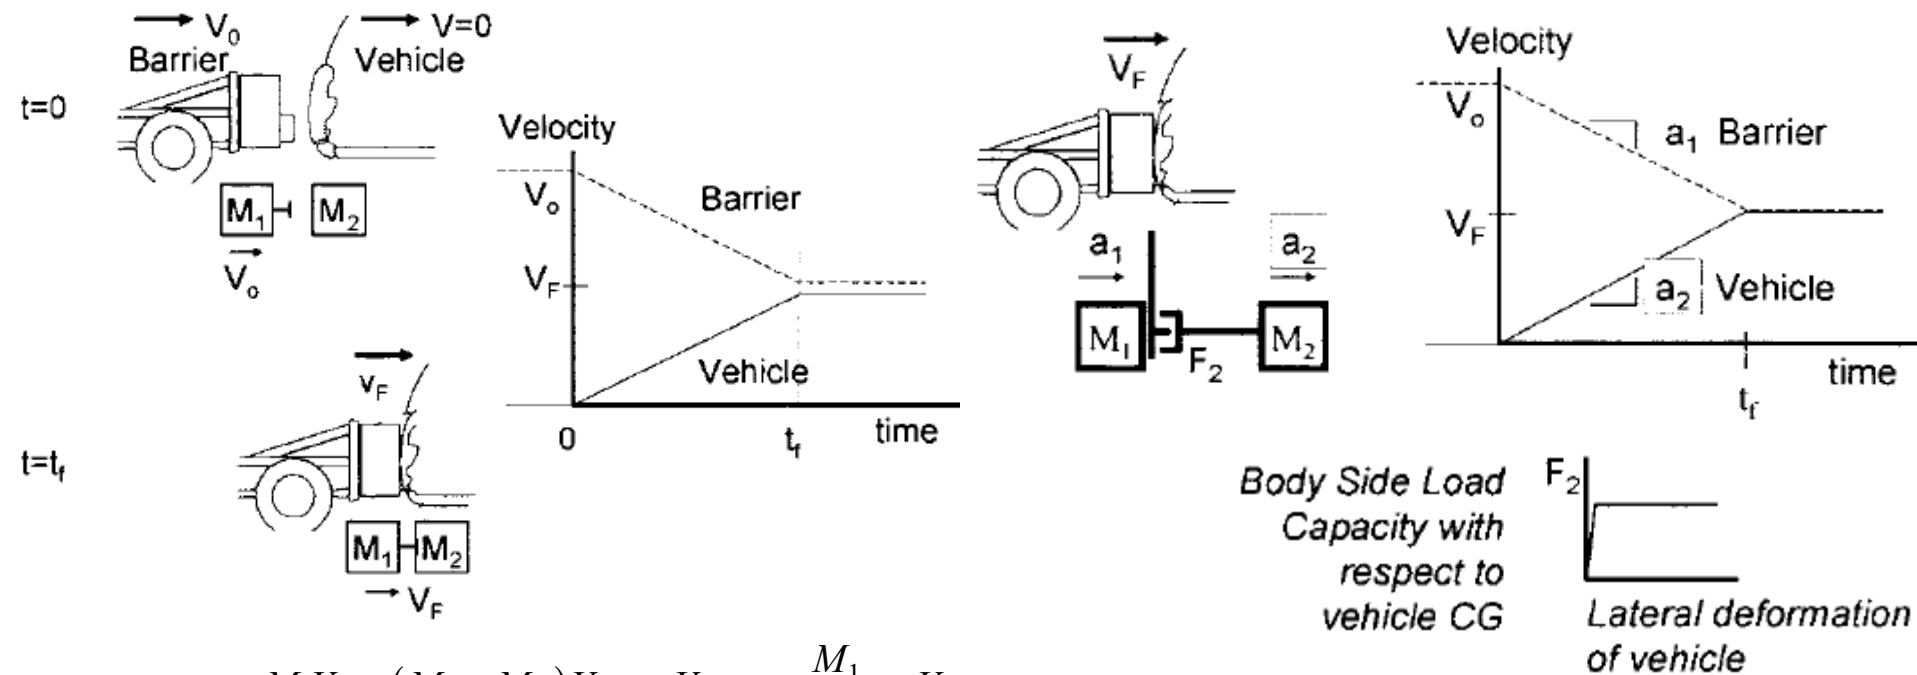 V₀ V=0
Barrier Vehicle
t=0
M₁ M₂
V₀
Velocity
V₀
Barrier
V_F
Vehicle
0 t_f time
t=t_f
v_F
M₁ M₂
V_F
V_F
a₁ a₂
M₁ F₂ M₂
Velocity
V₀
a₁ Barrier
V_F
a₂ Vehicle
time
t_f
Body Side Load
Capacity with
respect to
vehicle CG
F₂
Lateral deformation
of vehicle
M₁